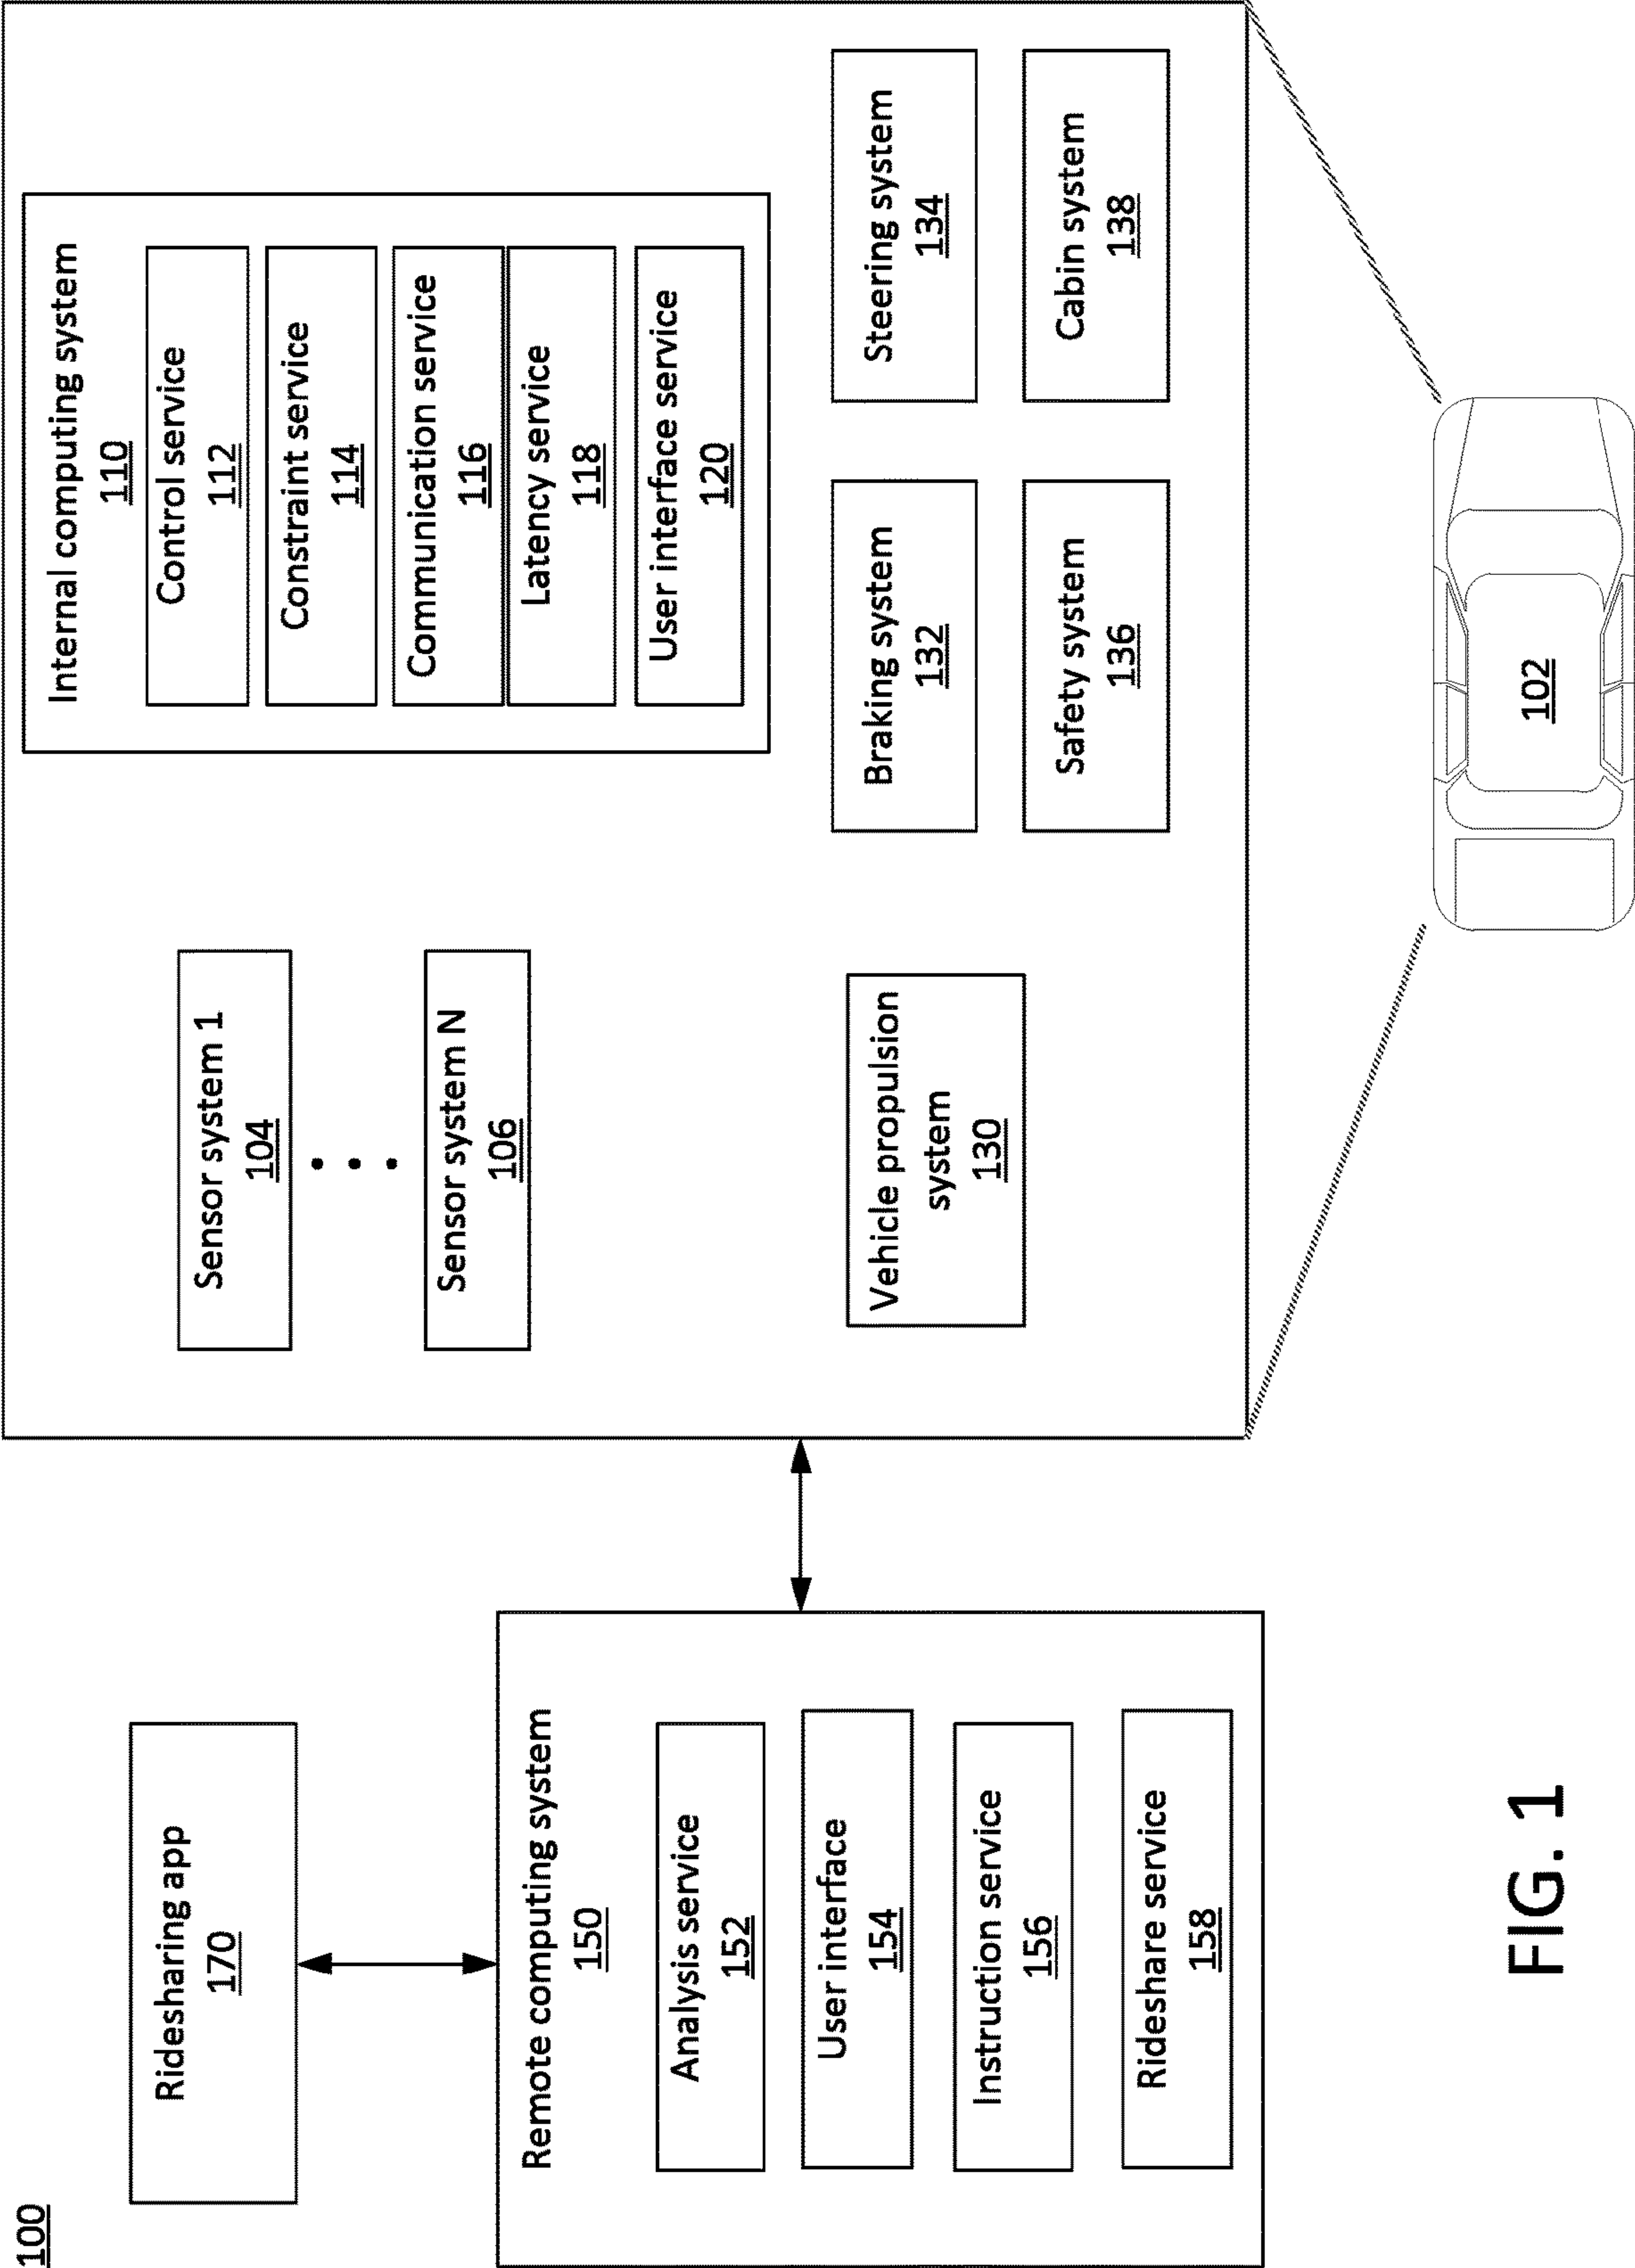 100
Ridesharing app
170
Remote computing system
150
Analysis service
152
User interface
154
Instruction service
156
Rideshare service
158
Sensor system 1
104
Sensor system N
106
Internal computing system
110
Control service
112
Constraint service
114
Communication service
116
Latency service
118
User interface service
120
Vehicle propulsion
system
130
Braking system
132
Steering system
134
Safety system
136
Cabin system
138
102
FIG. 1